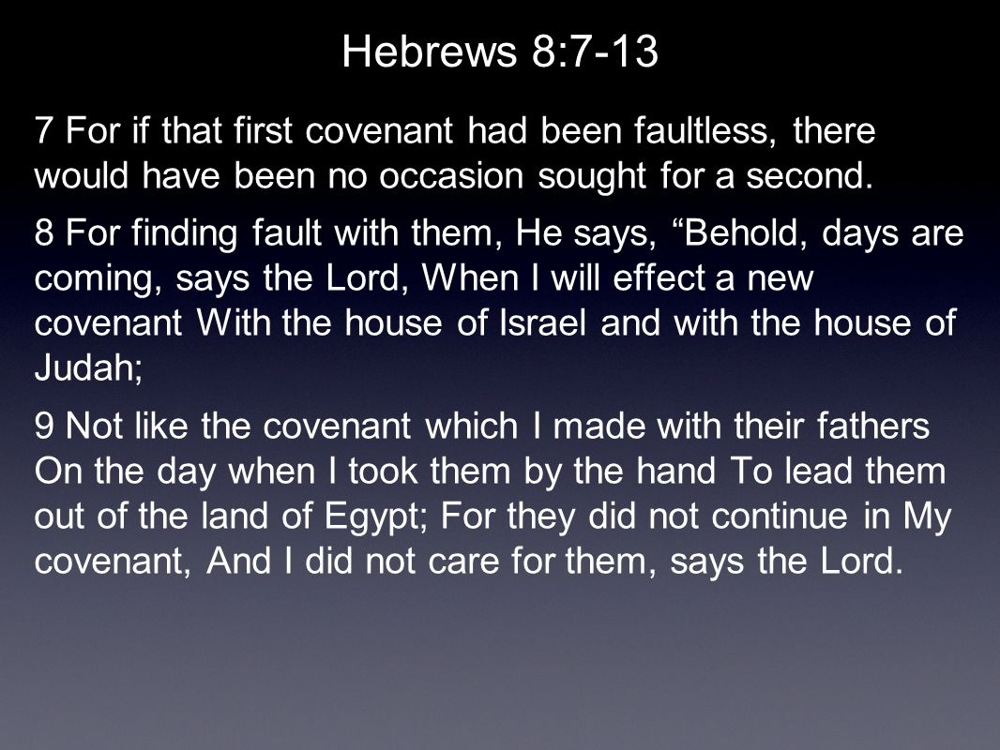 Hebrews 8:7-13
7 For if that first covenant had been faultless, there
would have been no occasion sought for a second.
8 For finding fault with them, He says, “Behold, days are
coming, says the Lord, When I will effect a new
covenant With the house of Israel and with the house of
Judah;
9 Not like the covenant which I made with their fathers
On the day when I took them by the hand To lead them
out of the land of Egypt; For they did not continue in My
covenant, And I did not care for them, says the Lord.